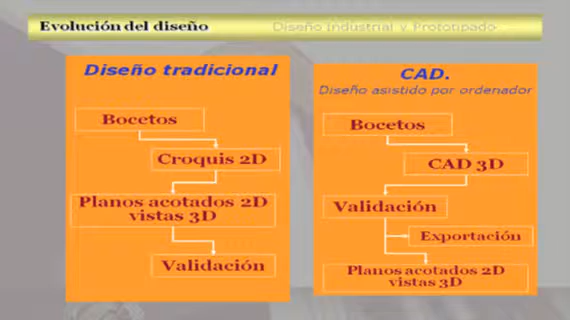 Evolución del diseño
Diseño Industrial y Prototipado
Diseño tradicional
Bocetos
Croquis 2D
Planos acotados 2D
vistas 3D
Validación
CAD.
Diseño asistido por ordenador
Bocetos
CAD 3D
Validación
Exportación
Planos acotados 2D
vistas 3D